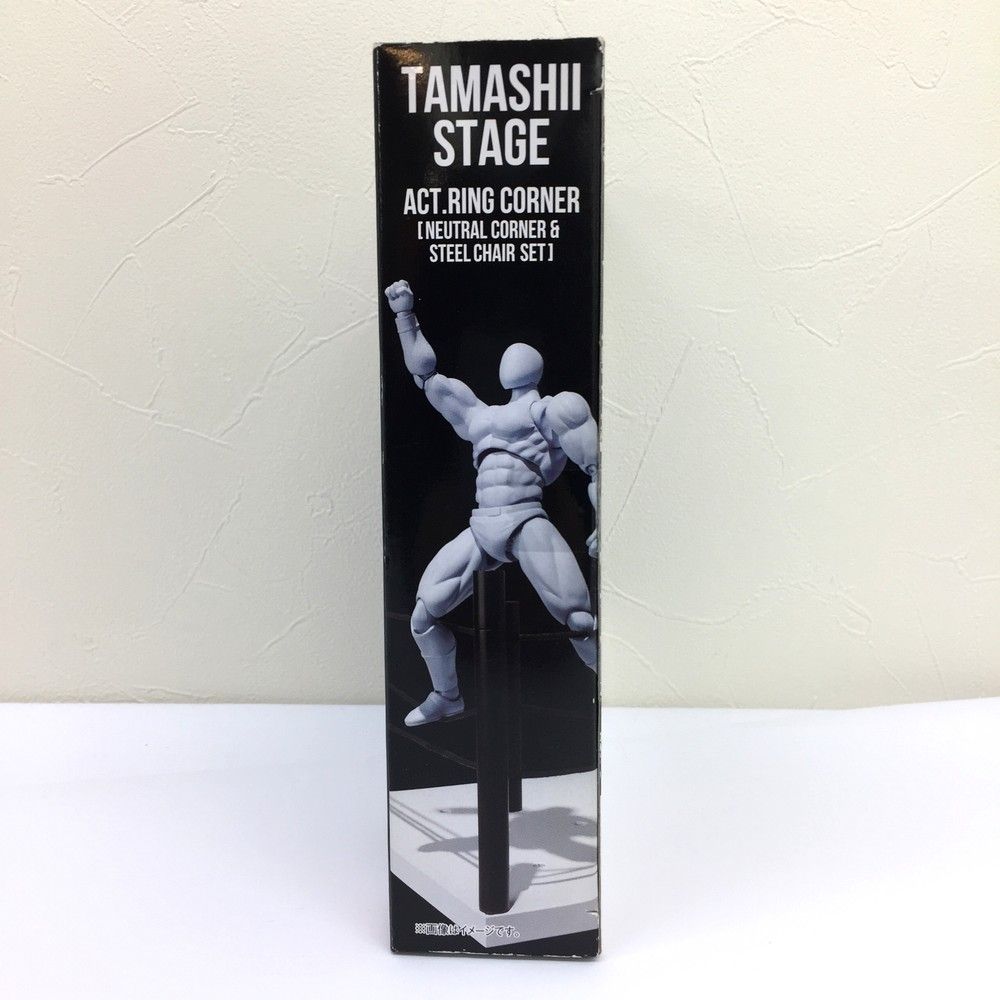 TAMASHII
STAGE
ACT.RING CORNER
[NEUTRAL CORNER &
STEEL CHAIR SET]
※画像はイメージです。